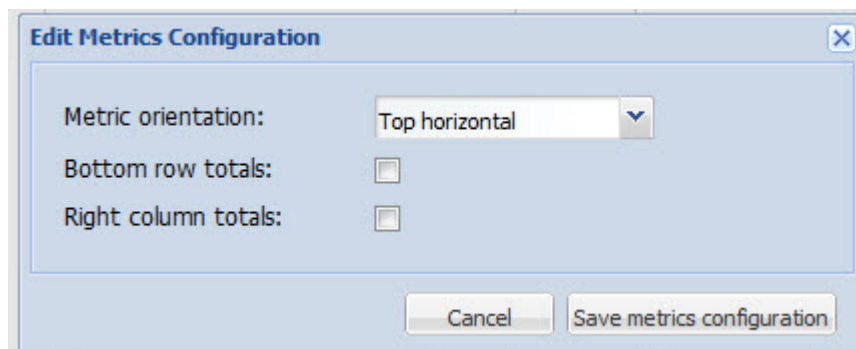 Edit Metrics Configuration
Metric orientation:
Top horizontal
Bottom row totals:
Right column totals:
Cancel
Save metrics configuration